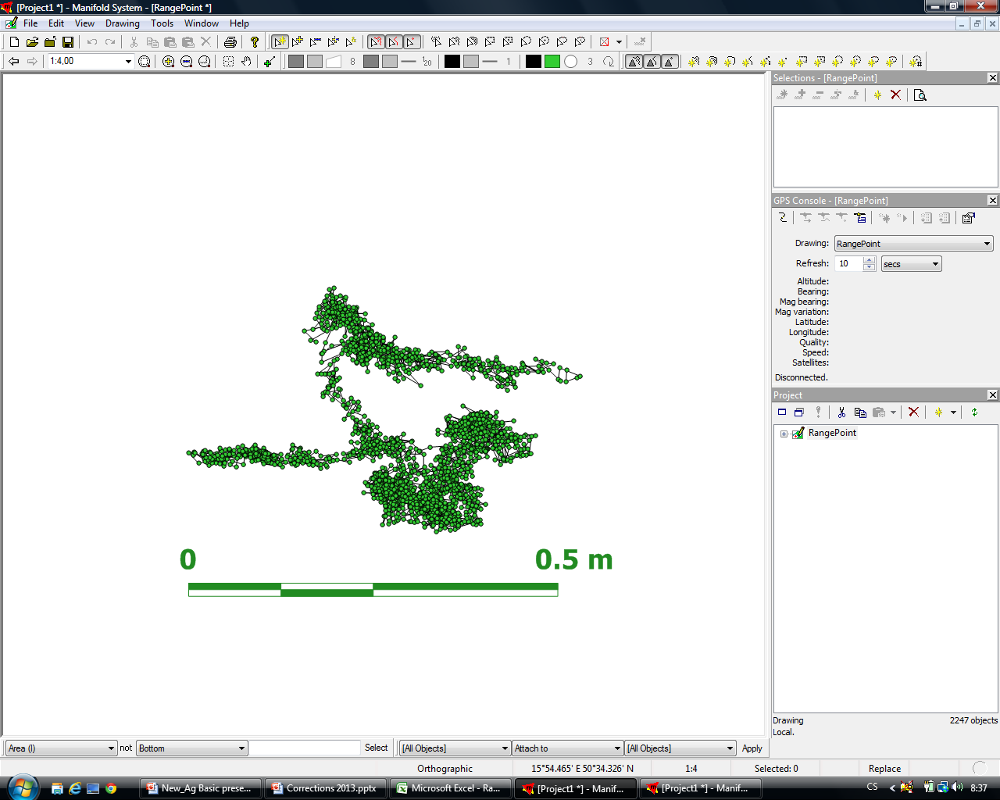 [Project1 *] - Manifold System - [RangePoint *]
File Edit View Drawing Tools Window Help
1:4,00
8
20
1
3
Selections - [RangePoint]
GPS Console - [RangePoint]
Drawing: RangePoint
Refresh: 10 secs
Altitude:
Bearing:
Mag bearing:
Mag variation:
Latitude:
Longitude:
Quality:
Speed:
Satellites:
Disconnected.
Project
RangePoint
0 0.5 m
Drawing 2247 objects
Local.
Area (I) not Bottom Select [All Objects] Attach to [All Objects] Apply
Orthographic 15°54.465' E 50°34.326' N 1:4 Selected: 0 Replace
New_Ag Basic prese... Corrections 2013.pptx Microsoft Excel - Ra... [Project1 *] - Manif... [Project1 *] - Manif... CS 8:37